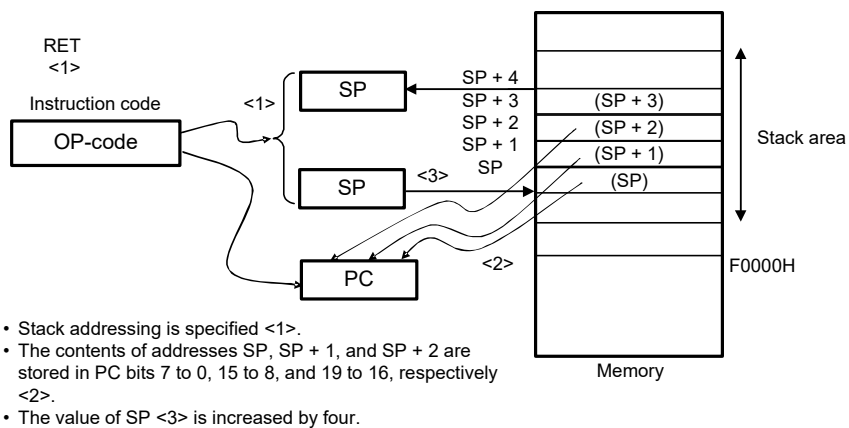 RET
<1>
Instruction code
OP-code
<1>
SP
SP
PC
SP + 4
SP + 3
SP + 2
SP + 1
SP
<3>
<2>
(SP + 3)
(SP + 2)
(SP + 1)
(SP)
Stack area
F0000H
Memory
• Stack addressing is specified <1>.
• The contents of addresses SP, SP + 1, and SP + 2 are
stored in PC bits 7 to 0, 15 to 8, and 19 to 16, respectively
<2>.
• The value of SP <3> is increased by four.